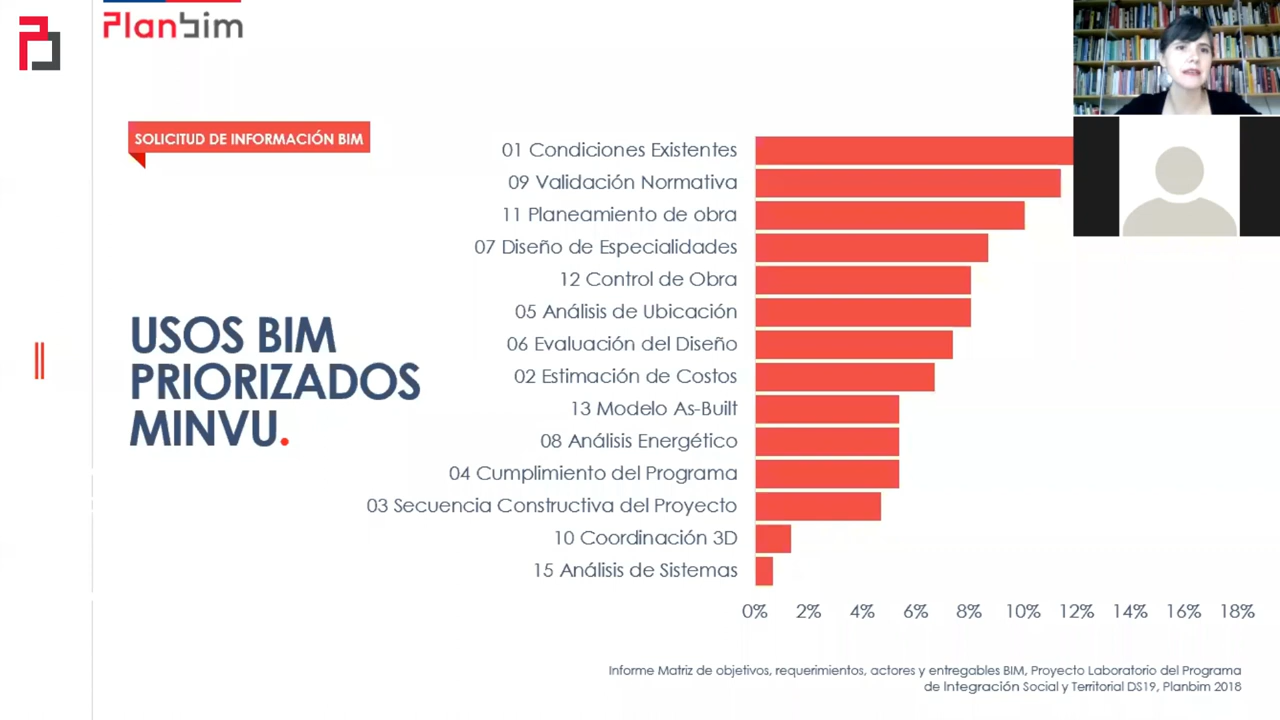 Planbim
SOLICITUD DE INFORMACIÓN BIM
USOS BIM
PRIORIZADOS
MINVU.
01 Condiciones Existentes
09 Validación Normativa
11 Planeamiento de obra
07 Diseño de Especialidades
12 Control de Obra
05 Análisis de Ubicación
06 Evaluación del Diseño
02 Estimación de Costos
13 Modelo As-Built
08 Análisis Energético
04 Cumplimiento del Programa
03 Secuencia Constructiva del Proyecto
10 Coordinación 3D
15 Análisis de Sistemas
0% 2% 4% 6% 8% 10% 12% 14% 16% 18%
Informe Matriz de objetivos, requerimientos, actores y entregables BIM, Proyecto Laboratorio del Programa
de Integración Social y Territorial DS19, Planbim 2018